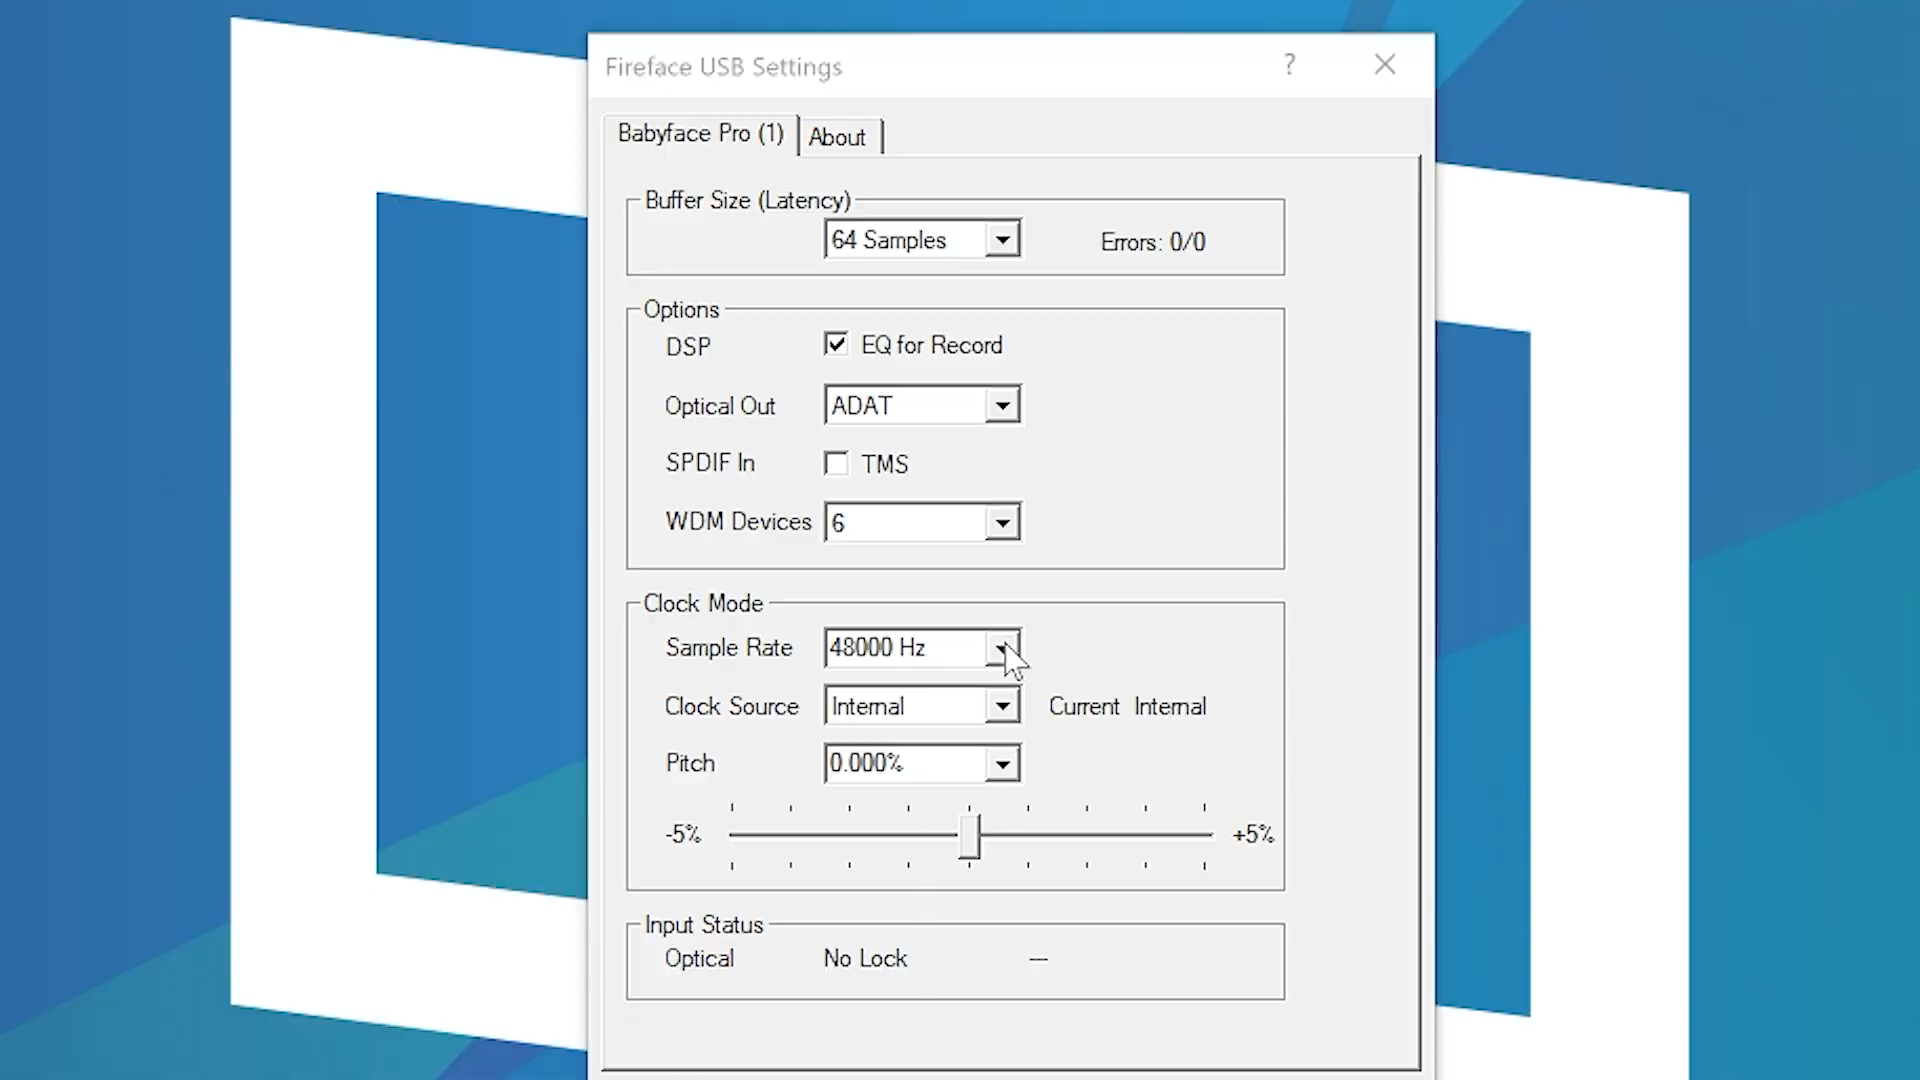 Fireface USB Settings
?
Babyface Pro (1)
About
Buffer Size (Latency)
64 Samples
Errors: 0/0
Options
DSP
EQ for Record
Optical Out
ADAT
SPDIF In
TMS
WDM Devices
6
Clock Mode
Sample Rate
48000 Hz
Clock Source
Internal
Current Internal
Pitch
0.000%
-5%
+5%
Input Status
Optical
No Lock
---